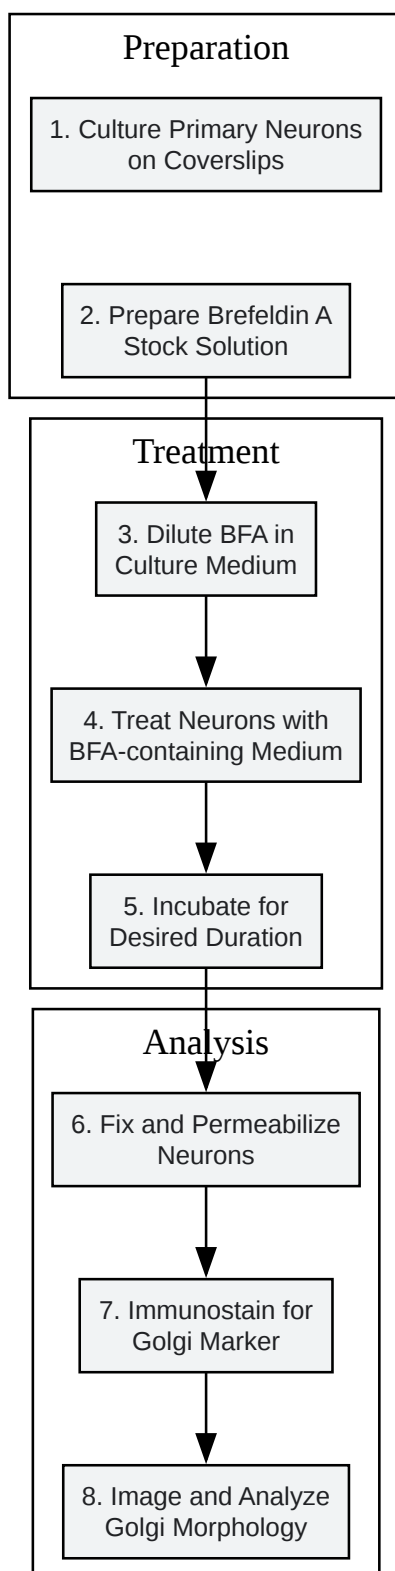 Preparation
1. Culture Primary Neurons
on Coverslips
2. Prepare Brefeldin A
Stock Solution
Treatment
3. Dilute BFA in
Culture Medium
4. Treat Neurons with
BFA-containing Medium
5. Incubate for
Desired Duration
Analysis
6. Fix and Permeabilize
Neurons
7. Immunostain for
Golgi Marker
8. Image and Analyze
Golgi Morphology